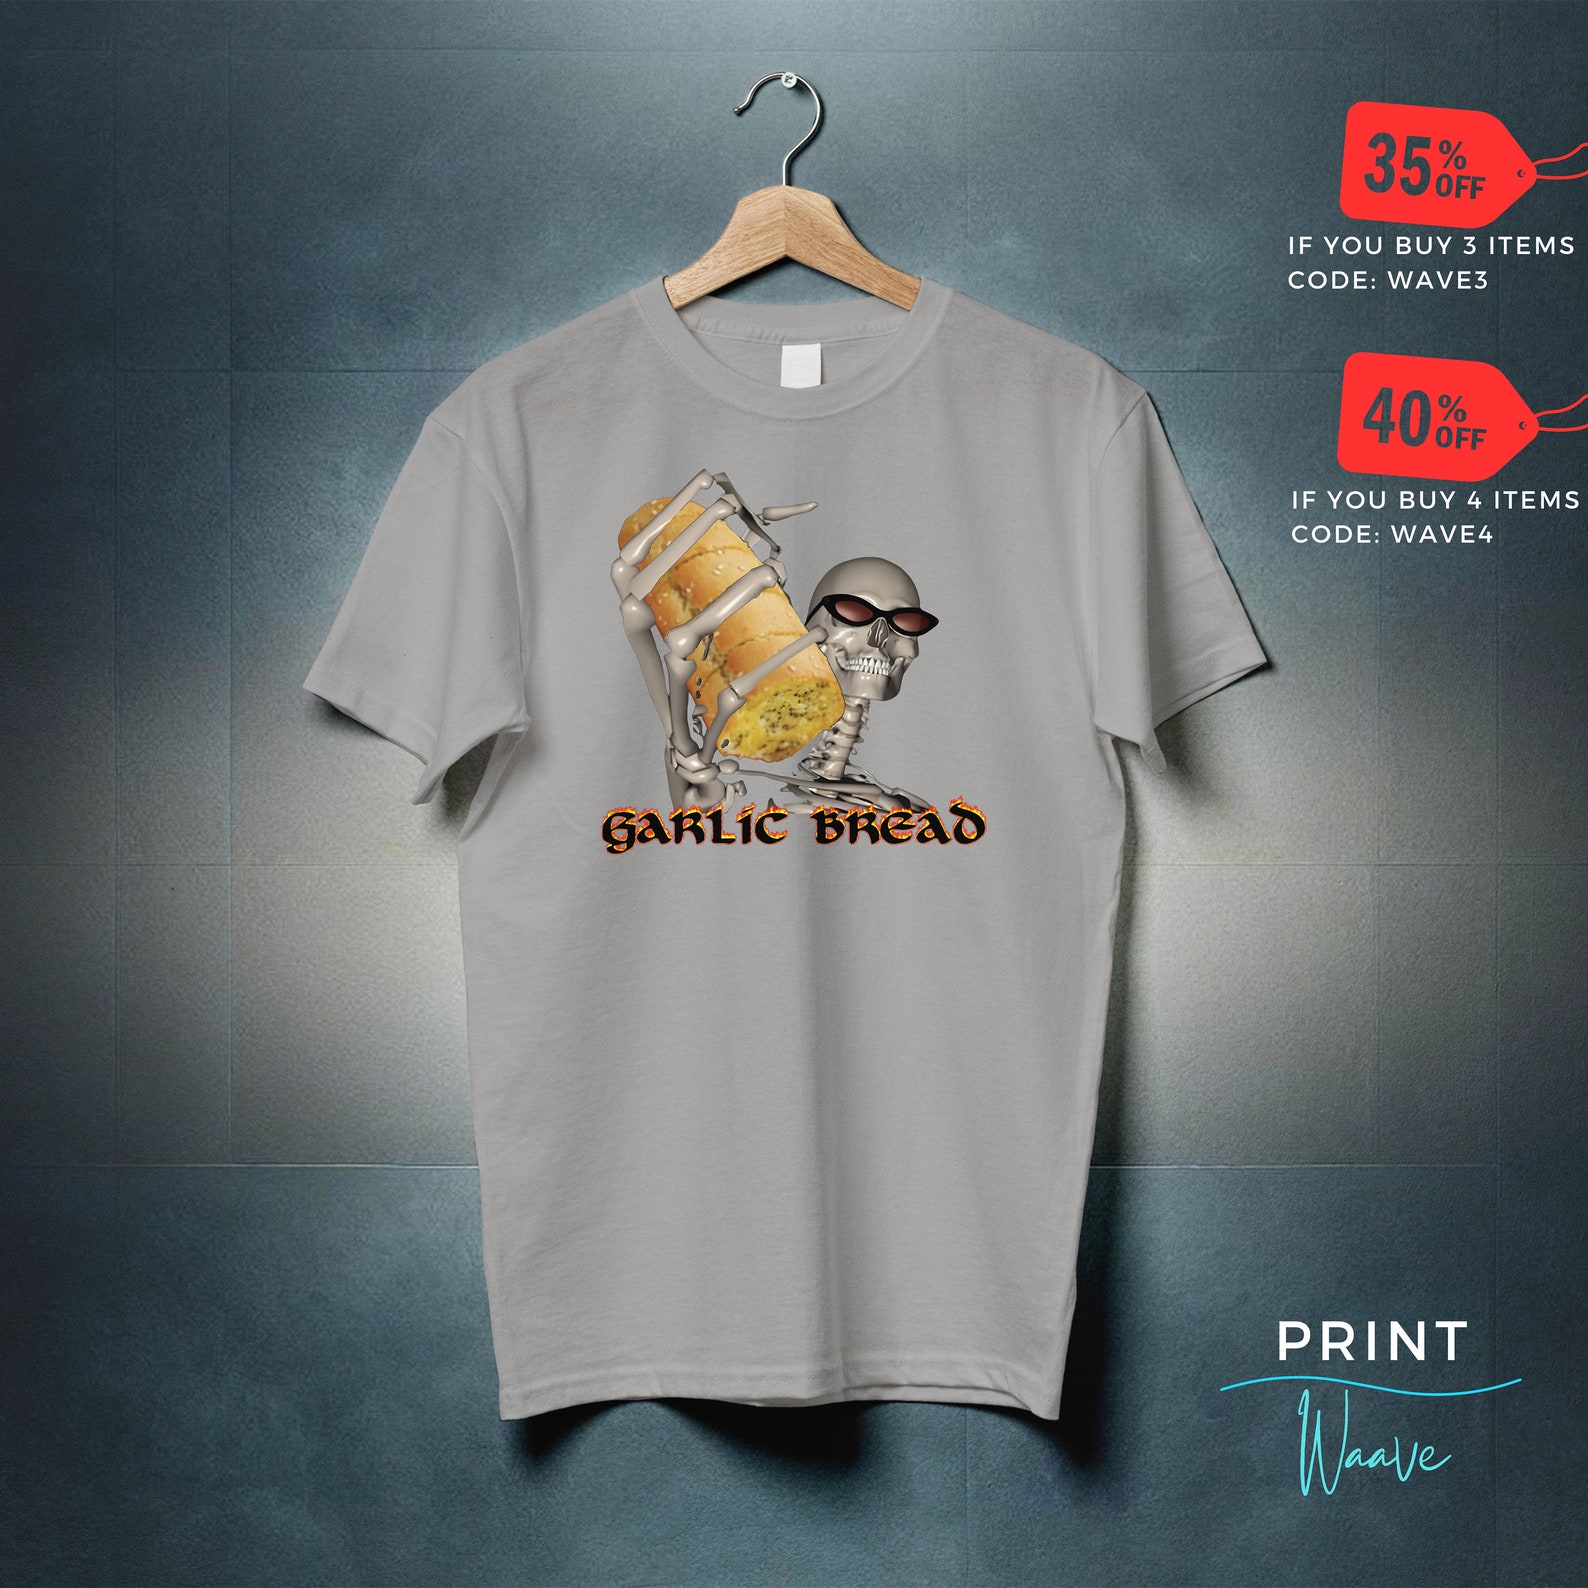 35% OFF
IF YOU BUY 3 ITEMS
CODE: WAVE3
40% OFF
IF YOU BUY 4 ITEMS
CODE: WAVE4
GARLIC BREAD
PRINT
Waave